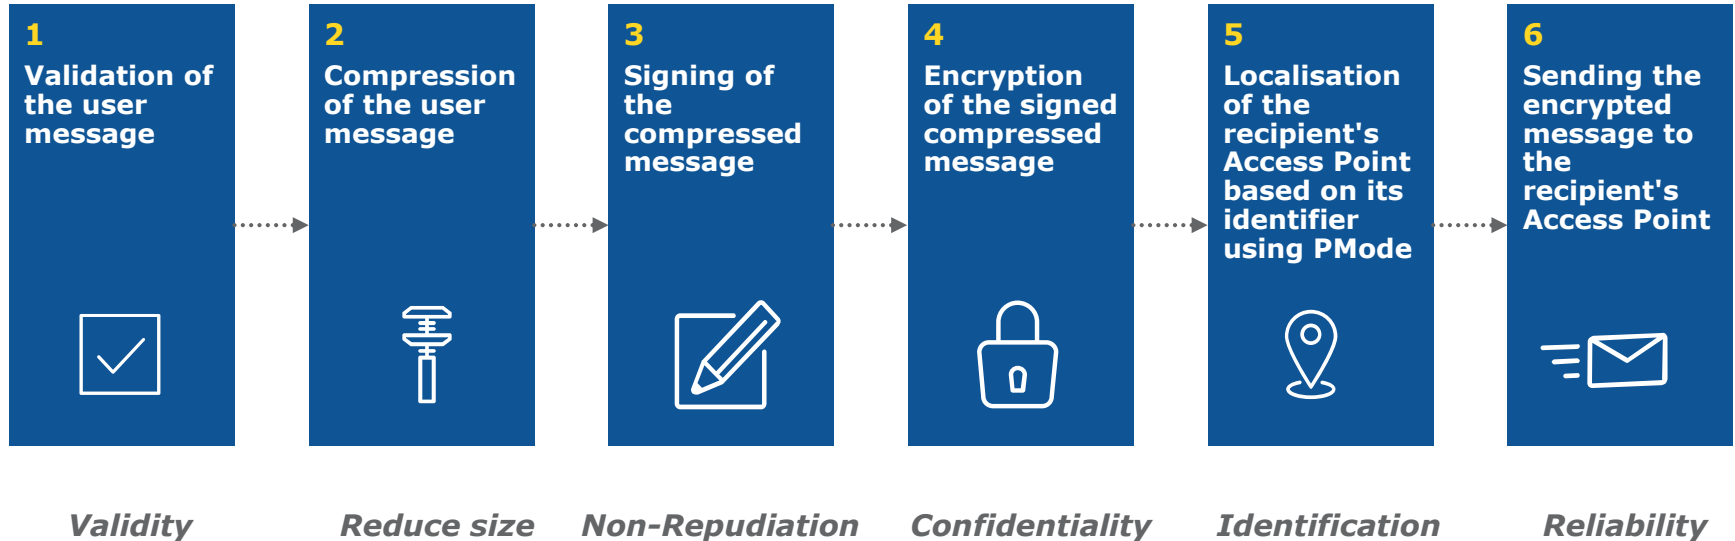 1
Validation of
the user
message
2
Compression
of the user
message
3
Signing of
the
compressed
message
4
Encryption
of the signed
compressed
message
5
Localisation
of the
recipient's
Access Point
based on its
identifier
using PMode
6
Sending the
encrypted
message to
the
recipient's
Access Point
Validity
Reduce size
Non-Repudiation
Confidentiality
Identification
Reliability